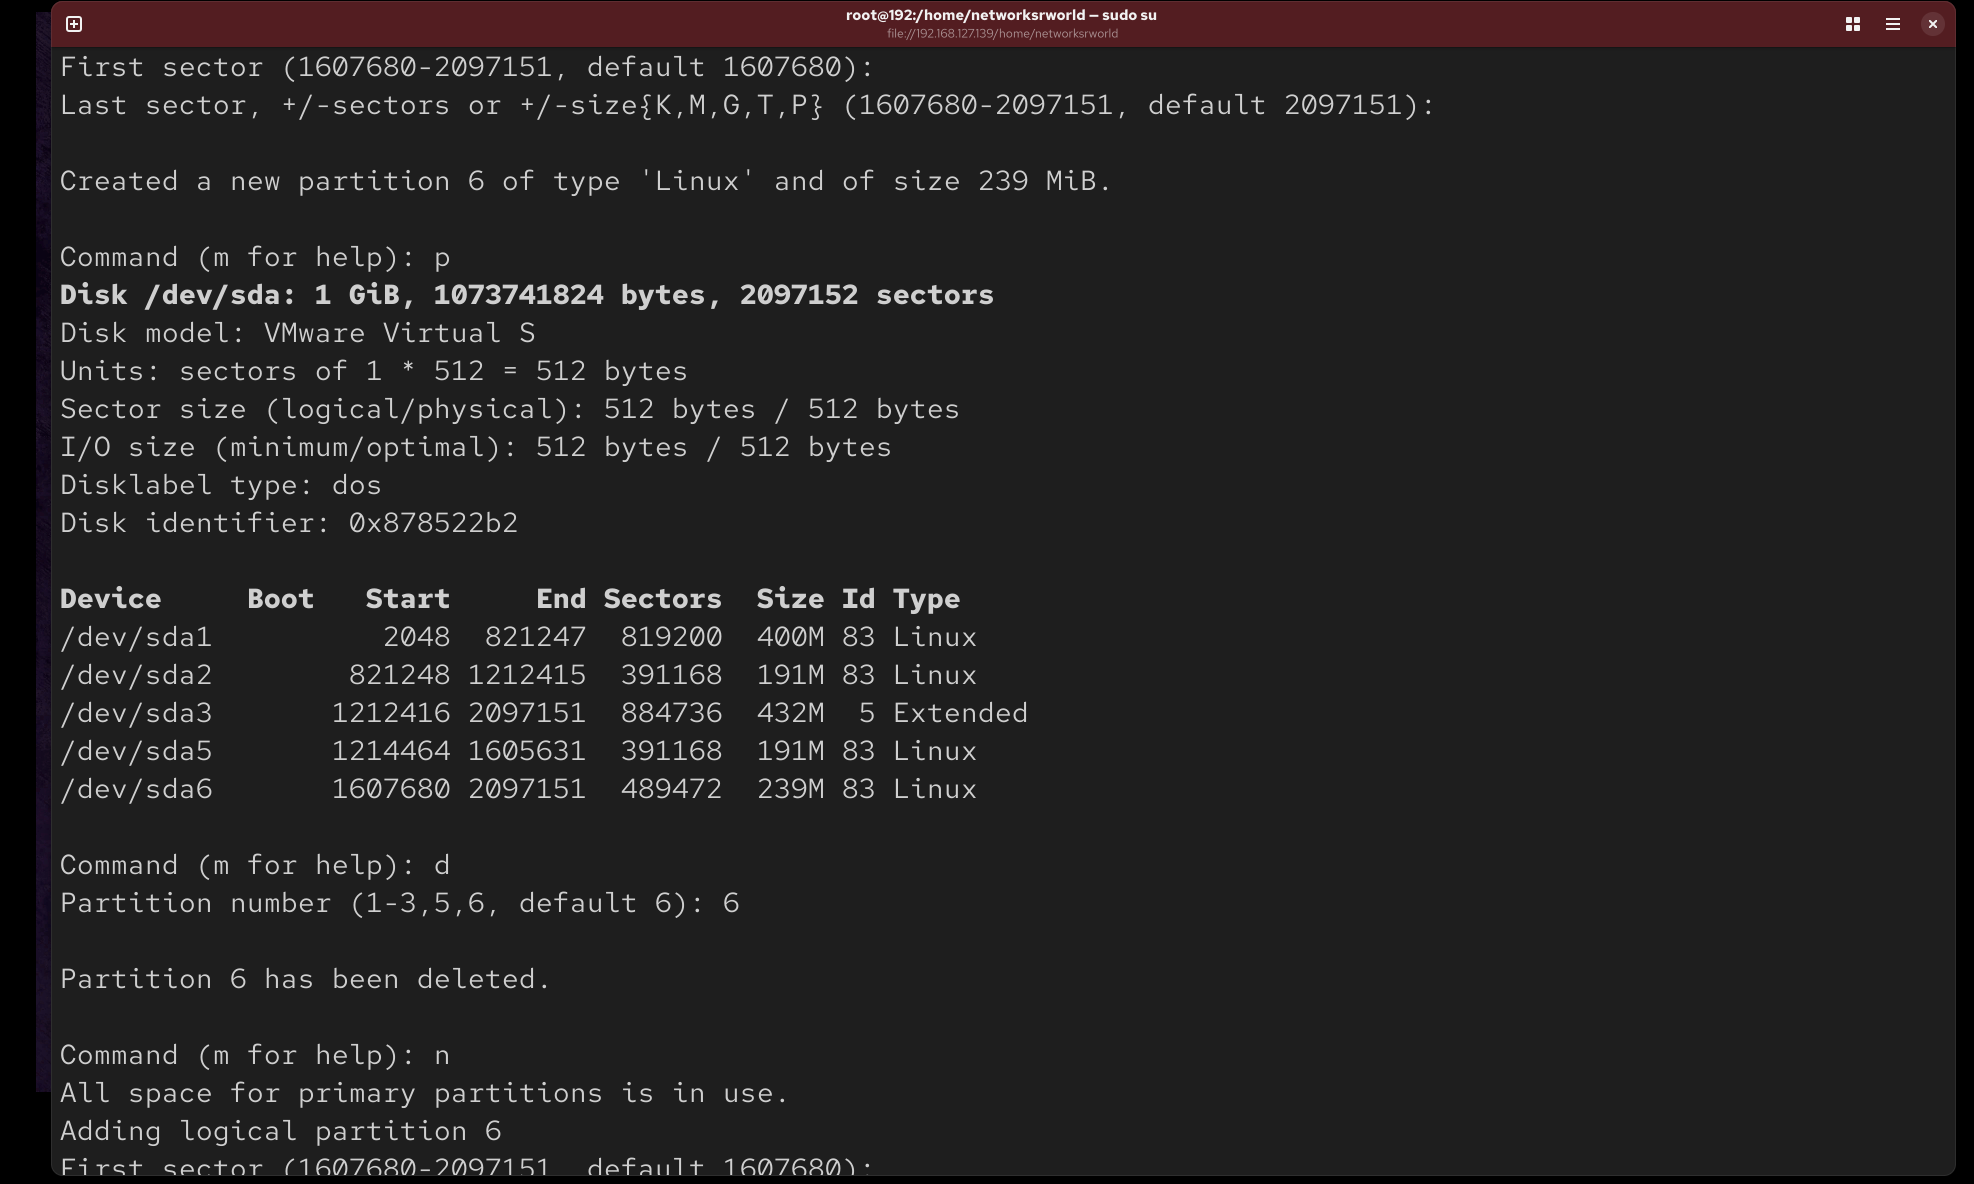 root@192:/home/networksrworld — sudo su
file://192.168.127.139/home/networksrworld
First sector (1607680-2097151, default 1607680):
Last sector, +/-sectors or +/-size{K,M,G,T,P} (1607680-2097151, default 2097151):
Created a new partition 6 of type 'Linux' and of size 239 MiB.
Command (m for help): p
Disk /dev/sda: 1 GiB, 1073741824 bytes, 2097152 sectors
Disk model: VMware Virtual S
Units: sectors of 1 * 512 = 512 bytes
Sector size (logical/physical): 512 bytes / 512 bytes
I/O size (minimum/optimal): 512 bytes / 512 bytes
Disklabel type: dos
Disk identifier: 0x878522b2
Device     Boot   Start     End Sectors  Size Id Type
/dev/sda1          2048  821247  819200  400M 83 Linux
/dev/sda2        821248 1212415  391168  191M 83 Linux
/dev/sda3       1212416 2097151  884736  432M  5 Extended
/dev/sda5       1214464 1605631  391168  191M 83 Linux
/dev/sda6       1607680 2097151  489472  239M 83 Linux
Command (m for help): d
Partition number (1-3,5,6, default 6): 6
Partition 6 has been deleted.
Command (m for help): n
All space for primary partitions is in use.
Adding logical partition 6
First sector (1607680-2097151, default 1607680):